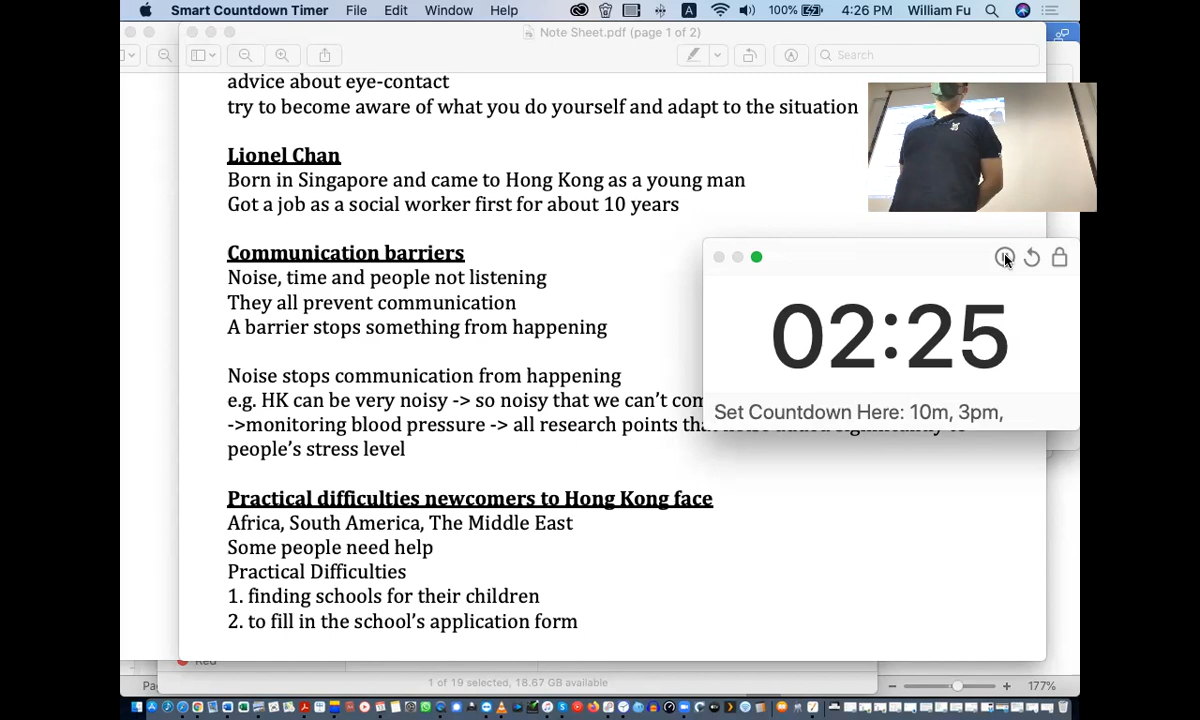 Smart Countdown Timer File Edit Window Help 100% 4:26 PM William Fu
Note Sheet.pdf (page 1 of 2)
Search
advice about eye-contact
try to become aware of what you do yourself and adapt to the situation
Lionel Chan
Born in Singapore and came to Hong Kong as a young man
Got a job as a social worker first for about 10 years
Communication barriers
Noise, time and people not listening
They all prevent communication
A barrier stops something from happening
02:25
Set Countdown Here: 10m, 3pm,
Noise stops communication from happening
e.g. HK can be very noisy -> so noisy that we can't
->monitoring blood pressure -> all research points
people's stress level
Practical difficulties newcomers to Hong Kong face
Africa, South America, The Middle East
Some people need help
Practical Difficulties
1. finding schools for their children
2. to fill in the school's application form
Red
1 of 19 selected, 18.67 GB available
177%